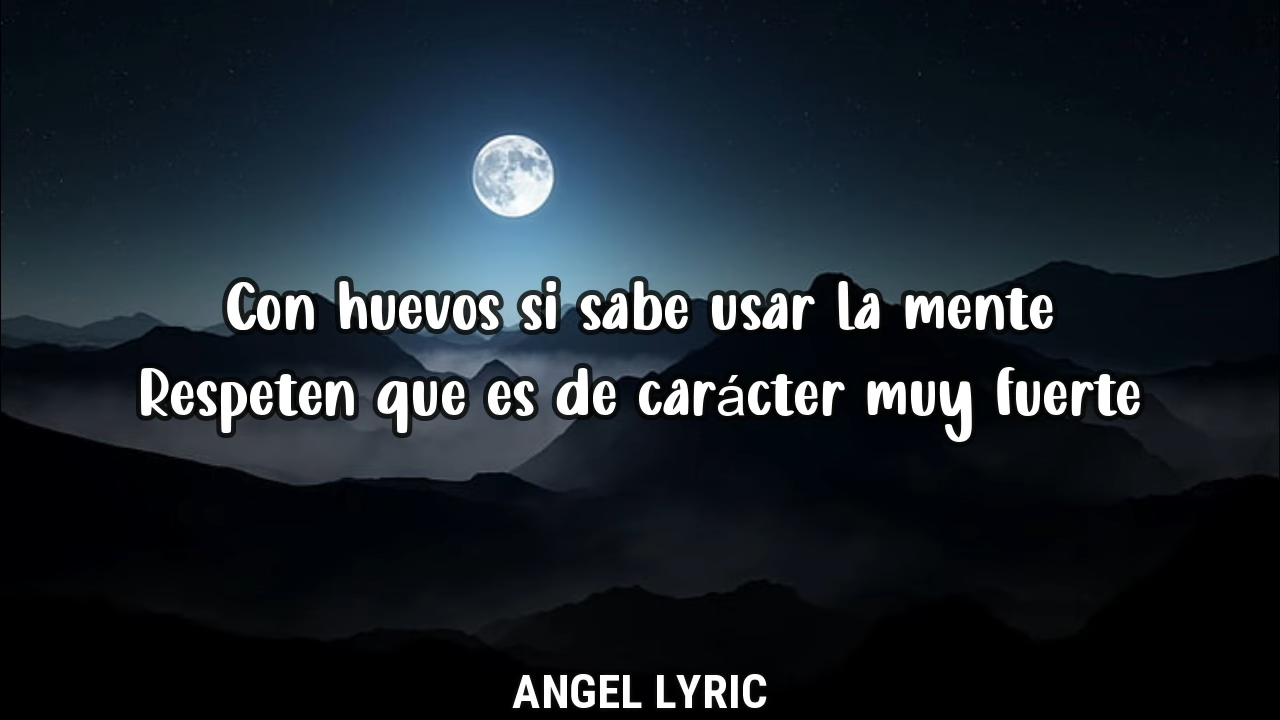 Con huevos si sabe usar la mente
Respeten que es de carácter muy fuerte
ANGEL LYRIC